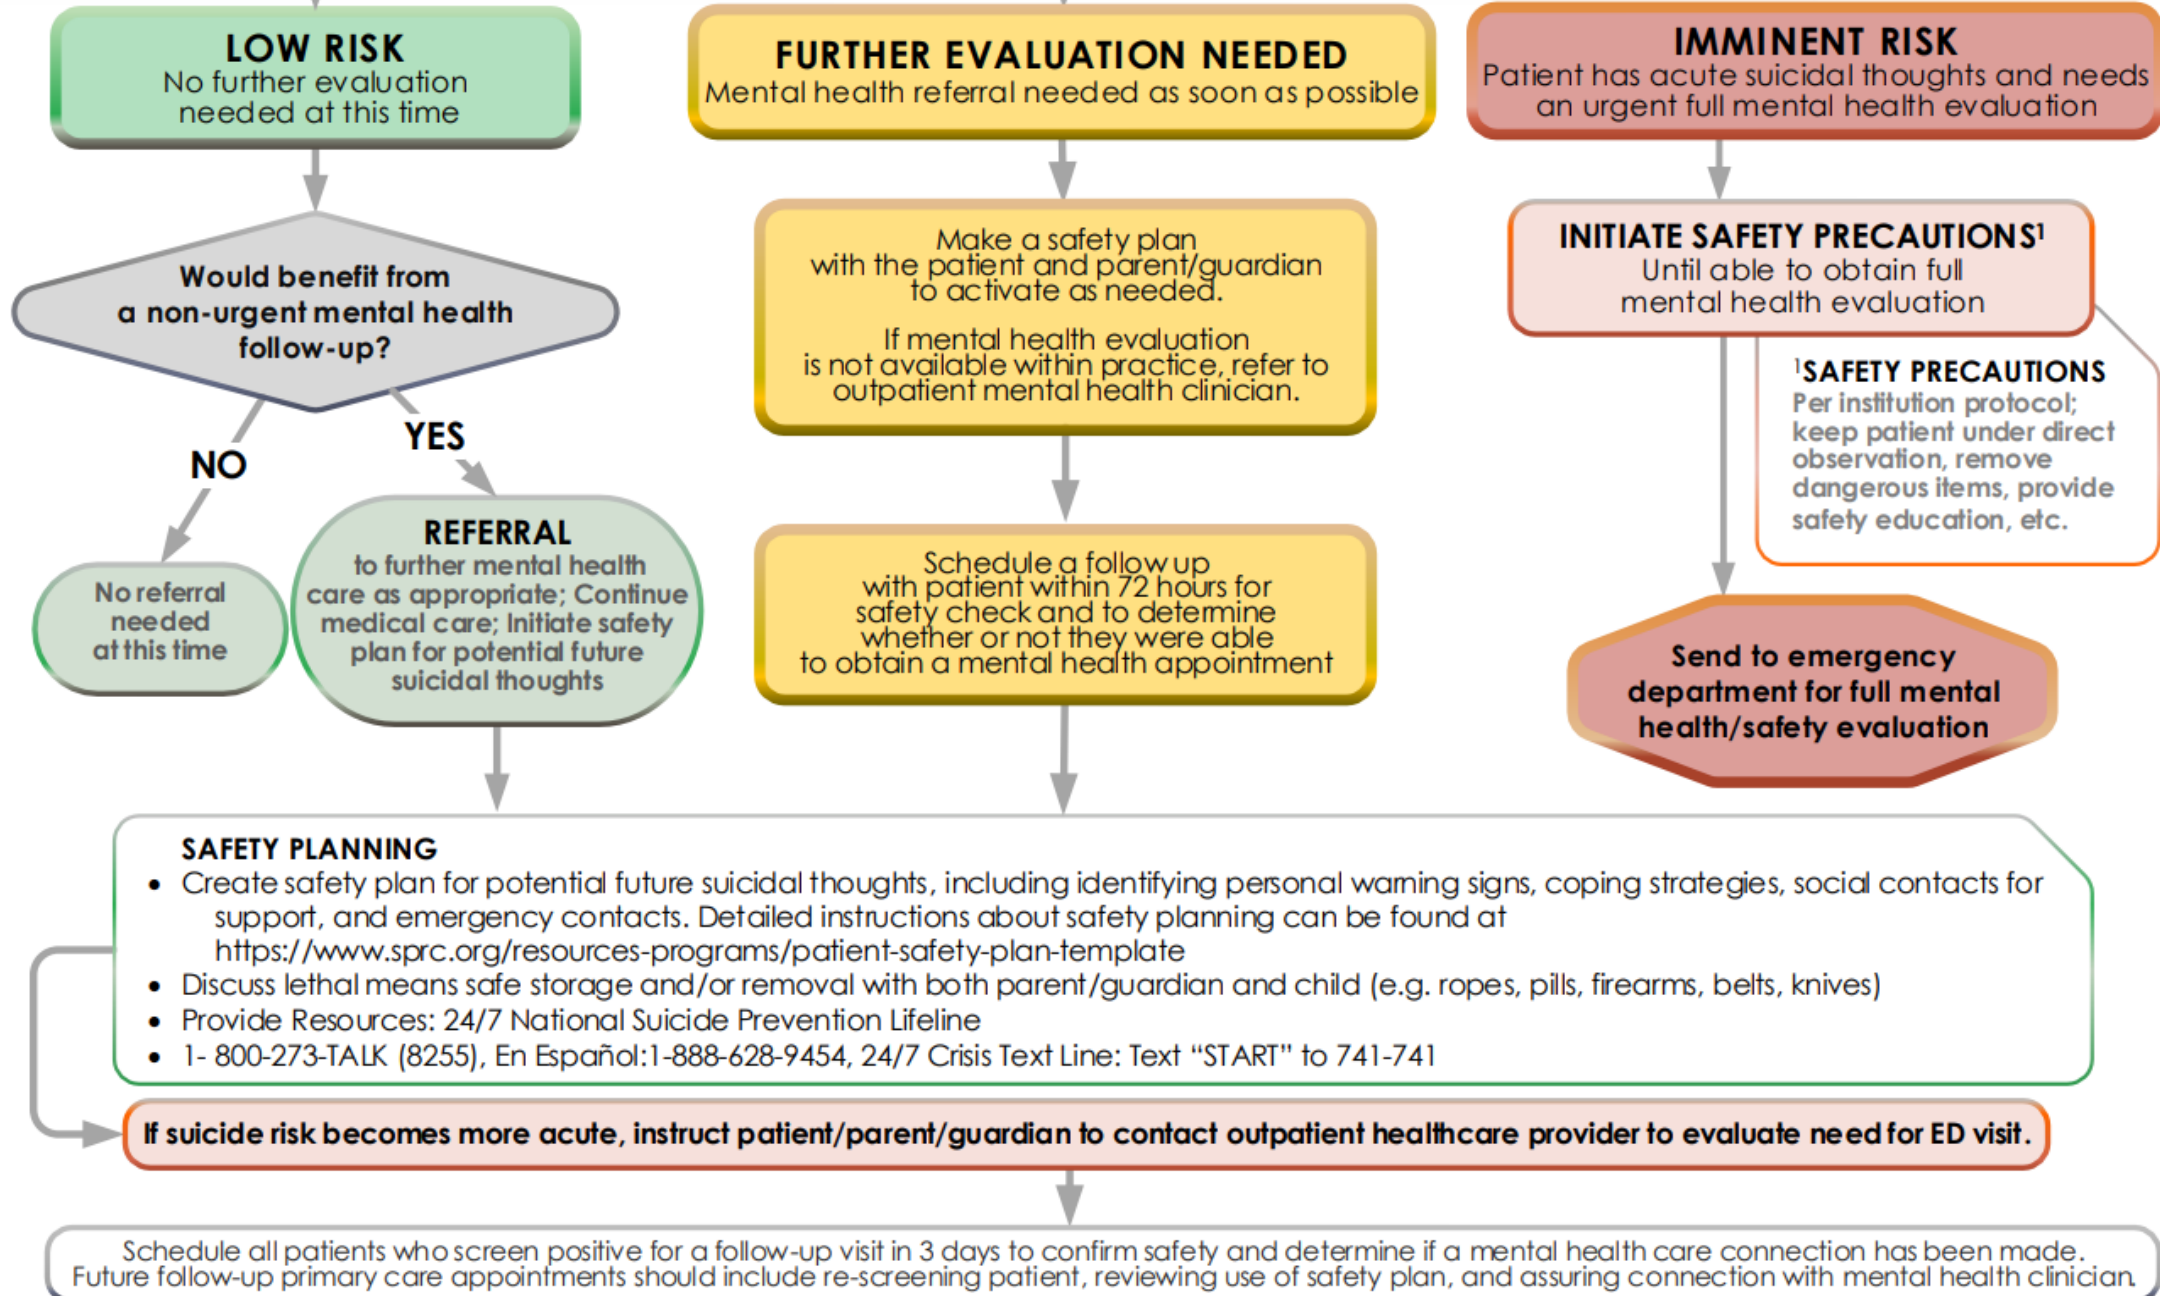 LOW RISK
No further evaluation
needed at this time
Would benefit from
a non-urgent mental health
follow-up?
NO
YES
No referral
needed
at this time
REFERRAL
to further mental health
care as appropriate; Continue
medical care; Initiate safety
plan for potential future
suicidal thoughts
FURTHER EVALUATION NEEDED
Mental health referral needed as soon as possible
Make a safety plan
with the patient and parent/guardian
to activate as needed.
If mental health evaluation
is not available within practice, refer to
outpatient mental health clinician.
Schedule a follow up
with patient within 72 hours for
safety check and to determine
whether or not they were able
to obtain a mental health appointment
IMMINENT RISK
Patient has acute suicidal thoughts and needs
an urgent full mental health evaluation
INITIATE SAFETY PRECAUTIONS¹
Until able to obtain full
mental health evaluation
¹SAFETY PRECAUTIONS
Per institution protocol;
keep patient under direct
observation, remove
dangerous items, provide
safety education, etc.
Send to emergency
department for full mental
health/safety evaluation
SAFETY PLANNING
• Create safety plan for potential future suicidal thoughts, including identifying personal warning signs, coping strategies, social contacts for
support, and emergency contacts. Detailed instructions about safety planning can be found at
https://www.sprc.org/resources-programs/patient-safety-plan-template
• Discuss lethal means safe storage and/or removal with both parent/guardian and child (e.g. ropes, pills, firearms, belts, knives)
• Provide Resources: 24/7 National Suicide Prevention Lifeline
• 1- 800-273-TALK (8255), En Español:1-888-628-9454, 24/7 Crisis Text Line: Text “START” to 741-741
If suicide risk becomes more acute, instruct patient/parent/guardian to contact outpatient healthcare provider to evaluate need for ED visit.
Schedule all patients who screen positive for a follow-up visit in 3 days to confirm safety and determine if a mental health care connection has been made.
Future follow-up primary care appointments should include re-screening patient, reviewing use of safety plan, and assuring connection with mental health clinician.